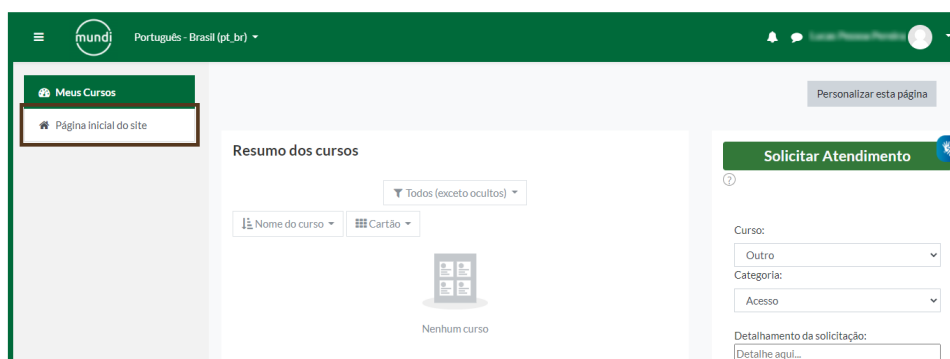 mundi
Português - Brasil (pt_br)
Meus Cursos
Página inicial do site
Personalizar esta página
Resumo dos cursos
Todos (exceto ocultos)
Nome do curso
Cartão
Nenhum curso
Solicitar Atendimento
?
Curso:
Outro
Categoria:
Acesso
Detalhamento da solicitação:
Detalhe aqui...